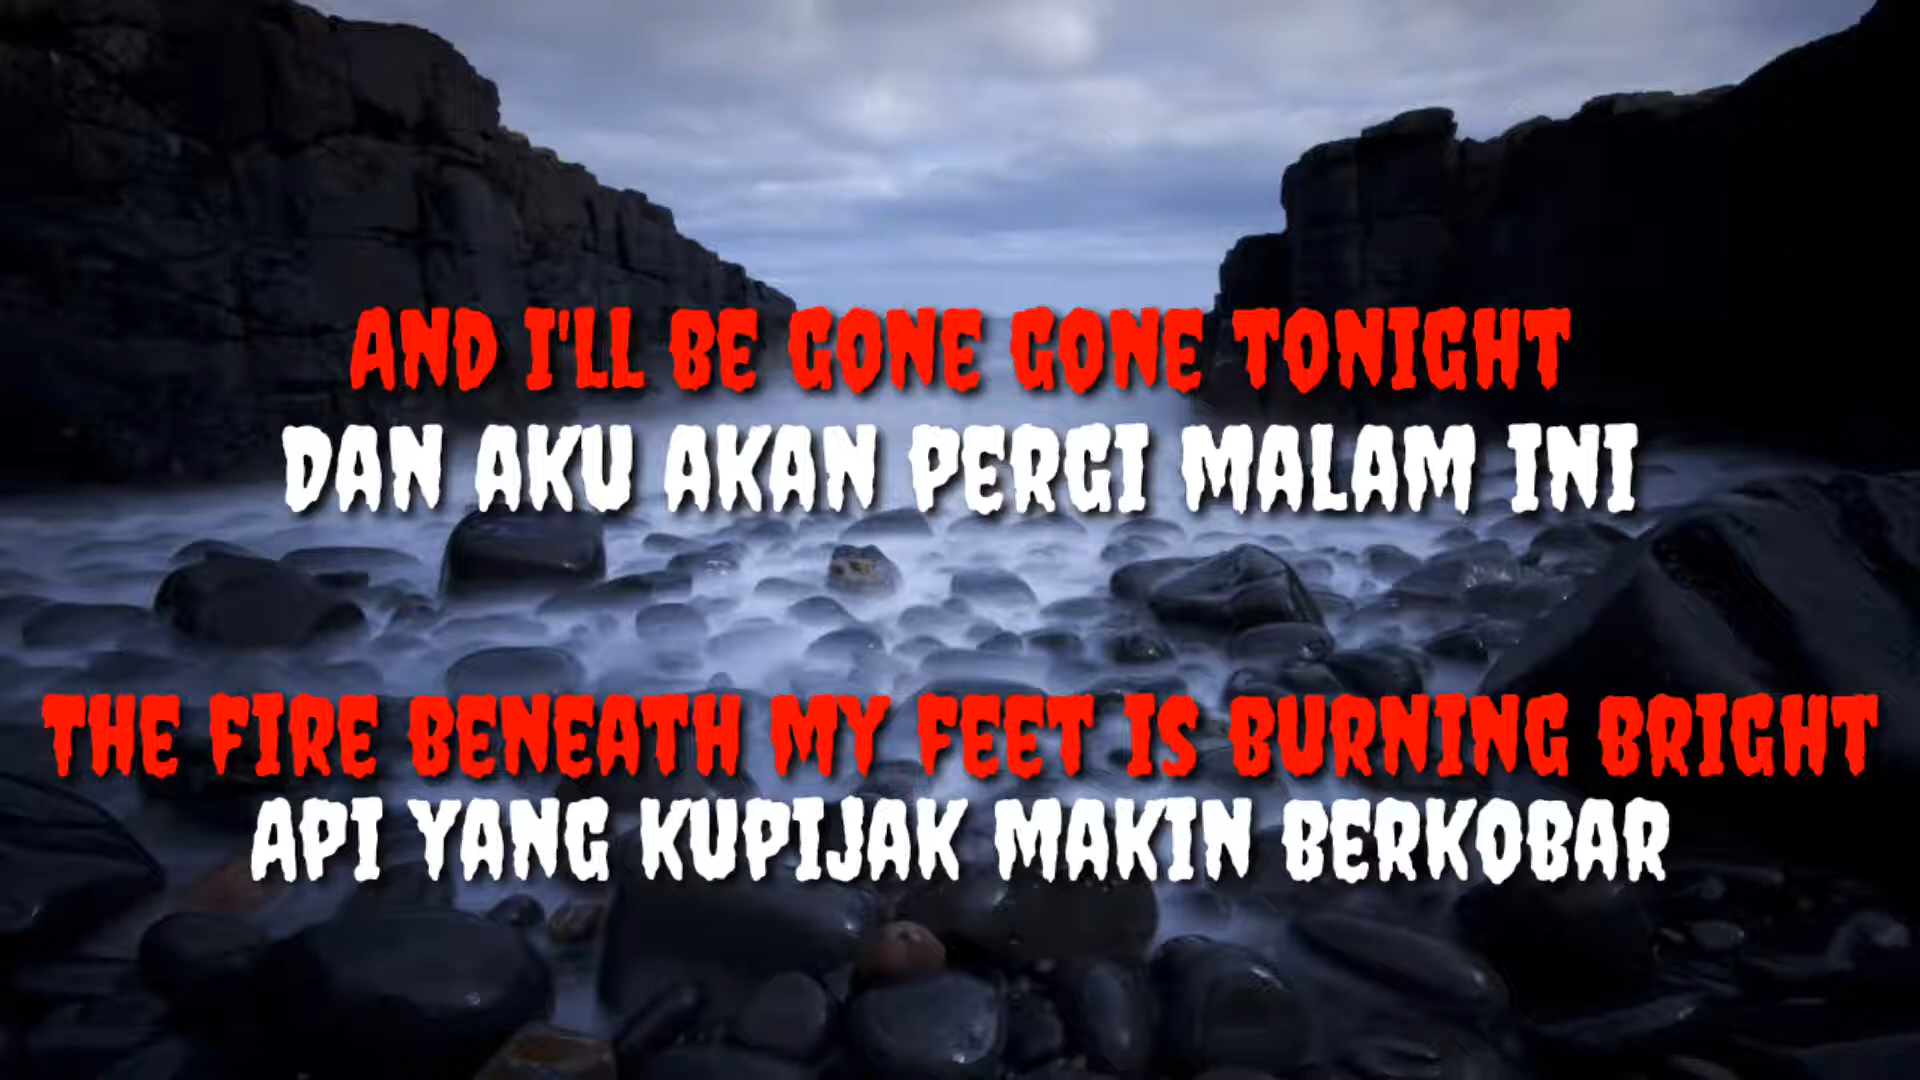 AND I'LL BE GONE GONE TONIGHT
DAN AKU AKAN PERGI MALAM INI
THE FIRE BENEATH MY FEET IS BURNING BRIGHT
API YANG KUPIJAK MAKIN BERKOBAR